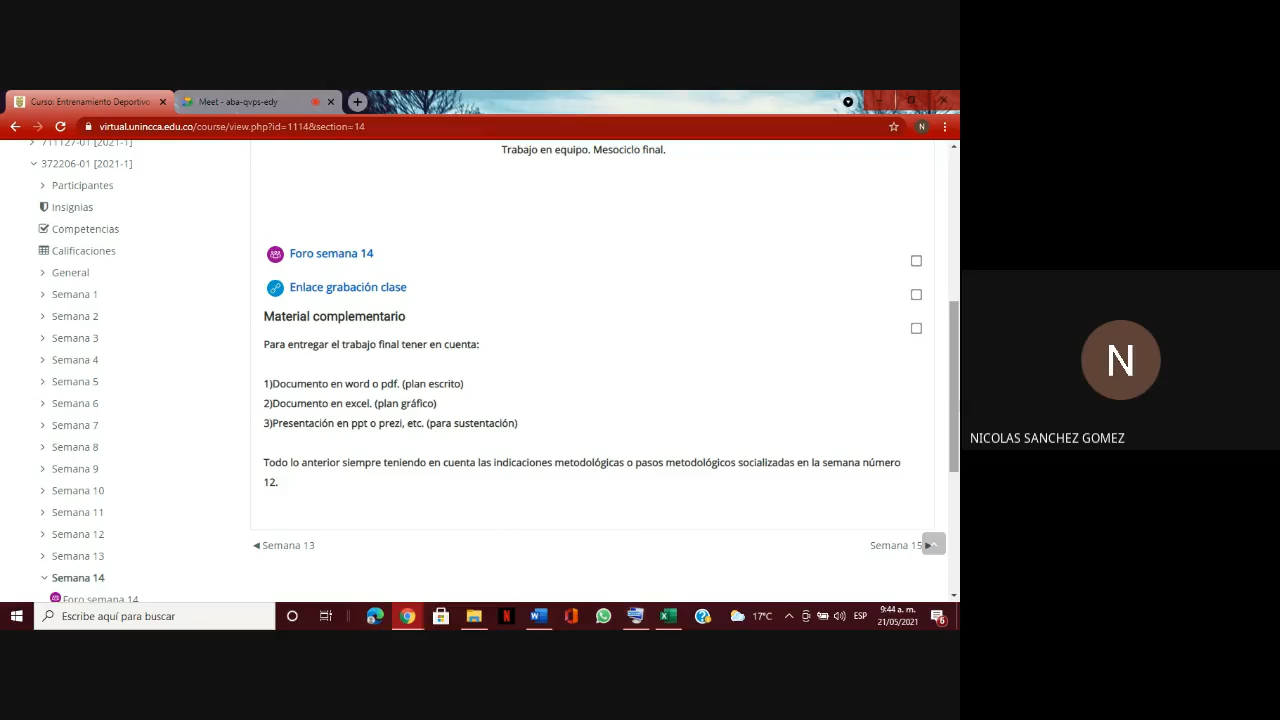 Curso: Entrenamiento Deportivo
Meet - aba-qvps-edy
virtual.unincca.edu.co/course/view.php?id=1114&section=14
N
711127-01 [2021-1]
372206-01 [2021-1]
Participantes
Insignias
Competencias
Calificaciones
General
Semana 1
Semana 2
Semana 3
Semana 4
Semana 5
Semana 6
Semana 7
Semana 8
Semana 9
Semana 10
Semana 11
Semana 12
Semana 13
Semana 14
Foro semana 14
Trabajo en equipo. Mesociclo final.
Foro semana 14
Enlace grabación clase
Material complementario
Para entregar el trabajo final tener en cuenta:
1)Documento en word o pdf. (plan escrito)
2)Documento en excel. (plan gráfico)
3)Presentación en ppt o prezi, etc. (para sustentación)
Todo lo anterior siempre teniendo en cuenta las indicaciones metodológicas o pasos metodológicos socializadas en la semana número
12.
◀ Semana 13
Semana 15 ▶
N
NICOLAS SANCHEZ GOMEZ
Escribe aquí para buscar
17°C
ESP
9:44 a. m.
21/05/2021
6